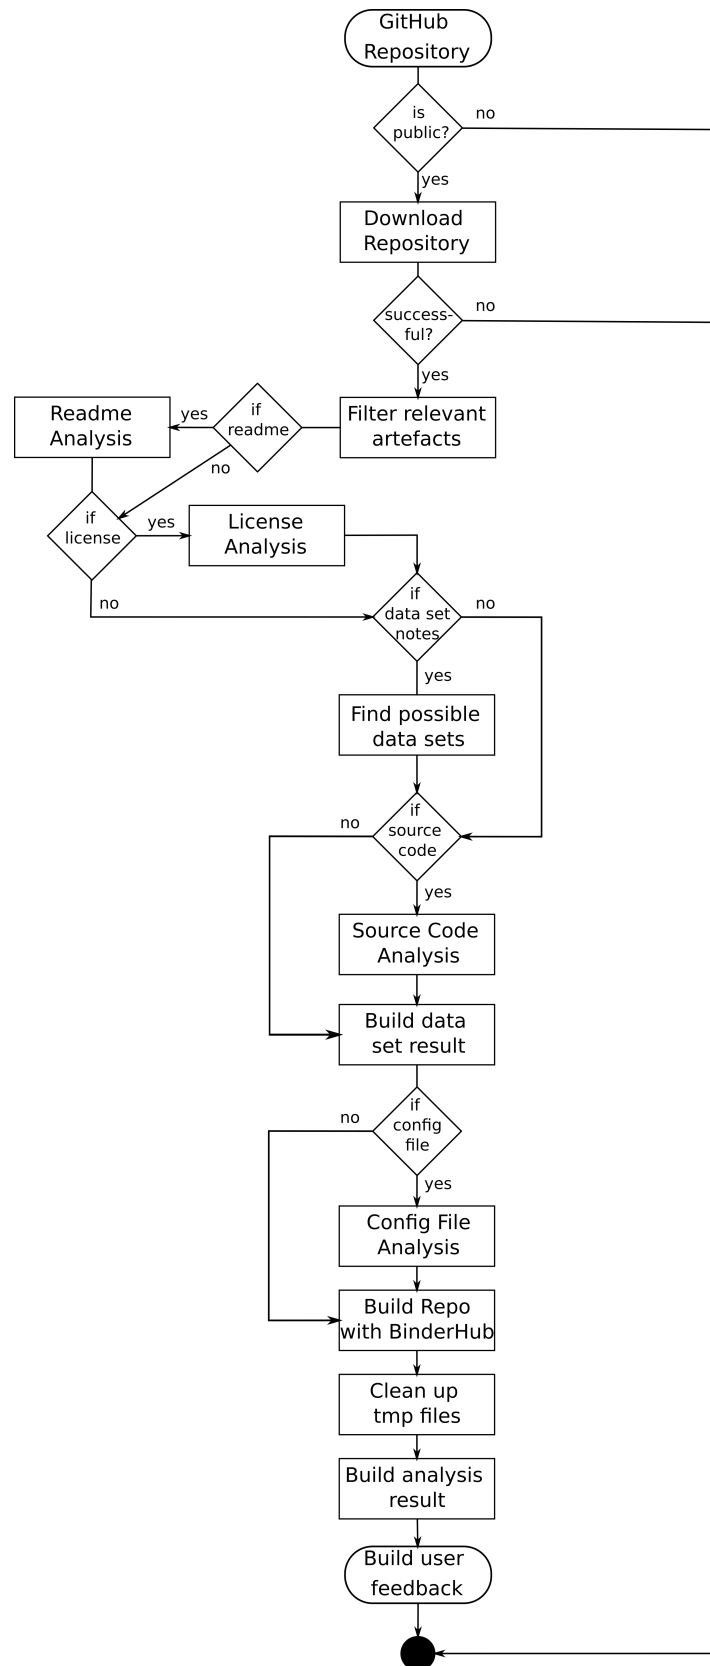 GitHub
Repository
is
public?
no
yes
Download
Repository
success-
ful?
no
yes
Filter relevant
artefacts
if
readme
yes
no
Readme
Analysis
if
license
yes
no
License
Analysis
if
data set
notes
no
yes
Find possible
data sets
if
source
code
no
yes
Source Code
Analysis
Build data
set result
if
config
file
no
yes
Config File
Analysis
Build Repo
with BinderHub
Clean up
tmp files
Build analysis
result
Build user
feedback